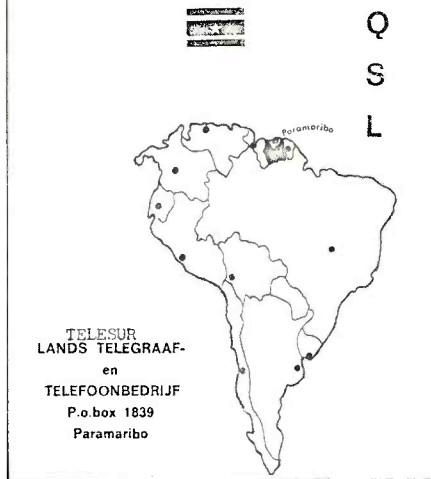 Q
S
L
Paramaribo
TELESUR
LANDS TELEGRAAF-
en
TELEFOONBEDRIJF
P.o.box 1839
Paramaribo